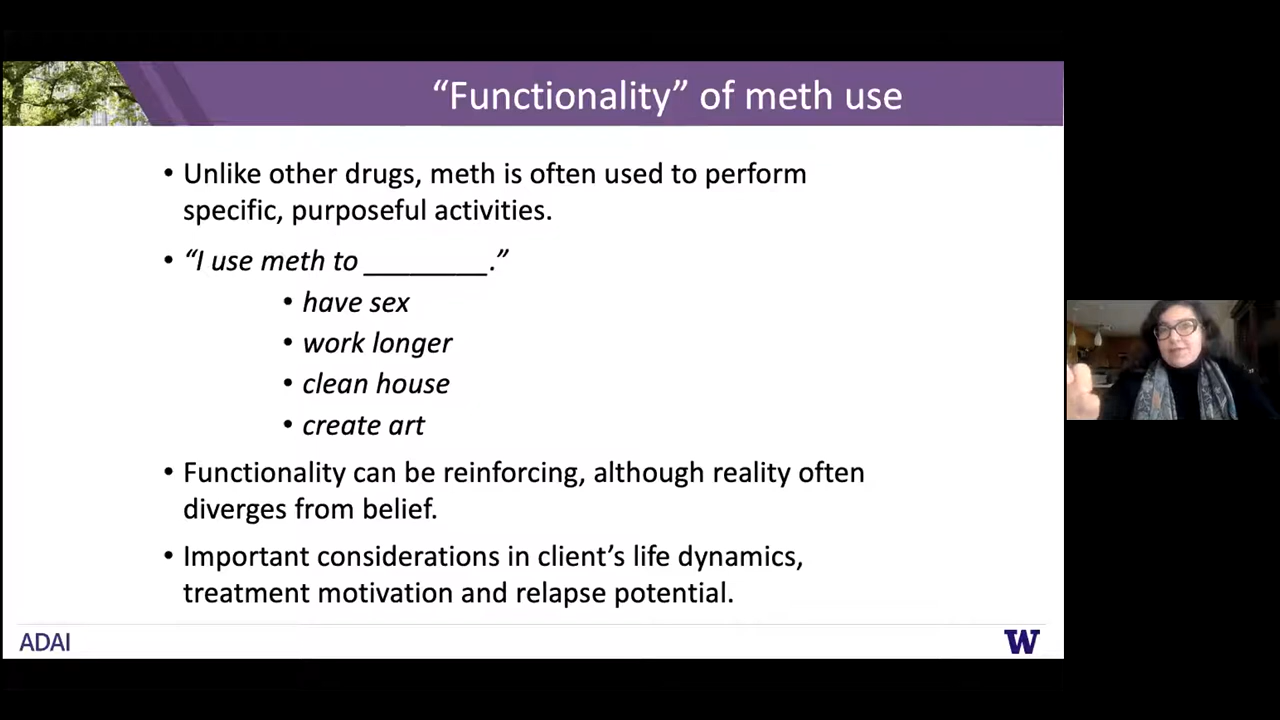 “Functionality” of meth use
• Unlike other drugs, meth is often used to perform
specific, purposeful activities.
• “I use meth to ________.”
• have sex
• work longer
• clean house
• create art
• Functionality can be reinforcing, although reality often
diverges from belief.
• Important considerations in client’s life dynamics,
treatment motivation and relapse potential.
ADAI
W